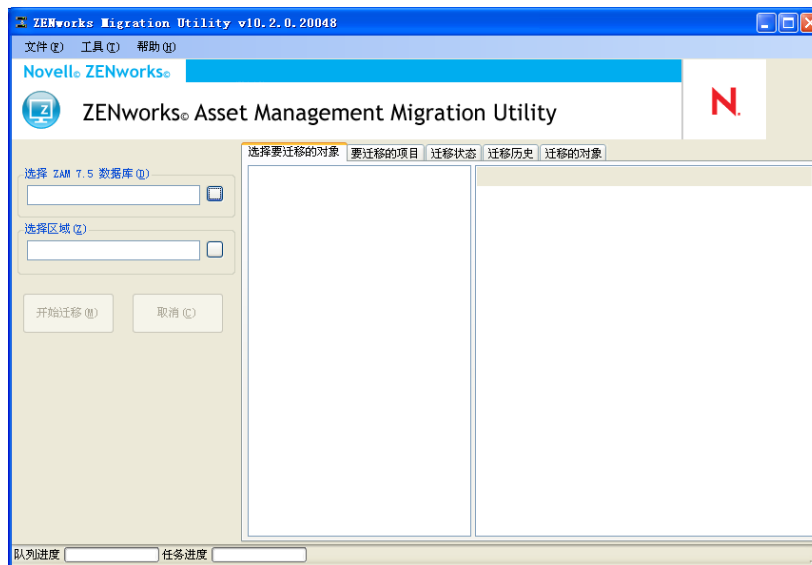 ZENworks Migration Utility v10.2.0.20048
文件(F) 工具(T) 帮助(H)
Novell© ZENworks©
ZENworks© Asset Management Migration Utility
N.
选择要迁移的对象 要迁移的项目 迁移状态 迁移历史 迁移的对象
选择 ZAM 7.5 数据库(D)
选择区域(Z)
开始迁移(M) 取消(C)
队列进度 任务进度